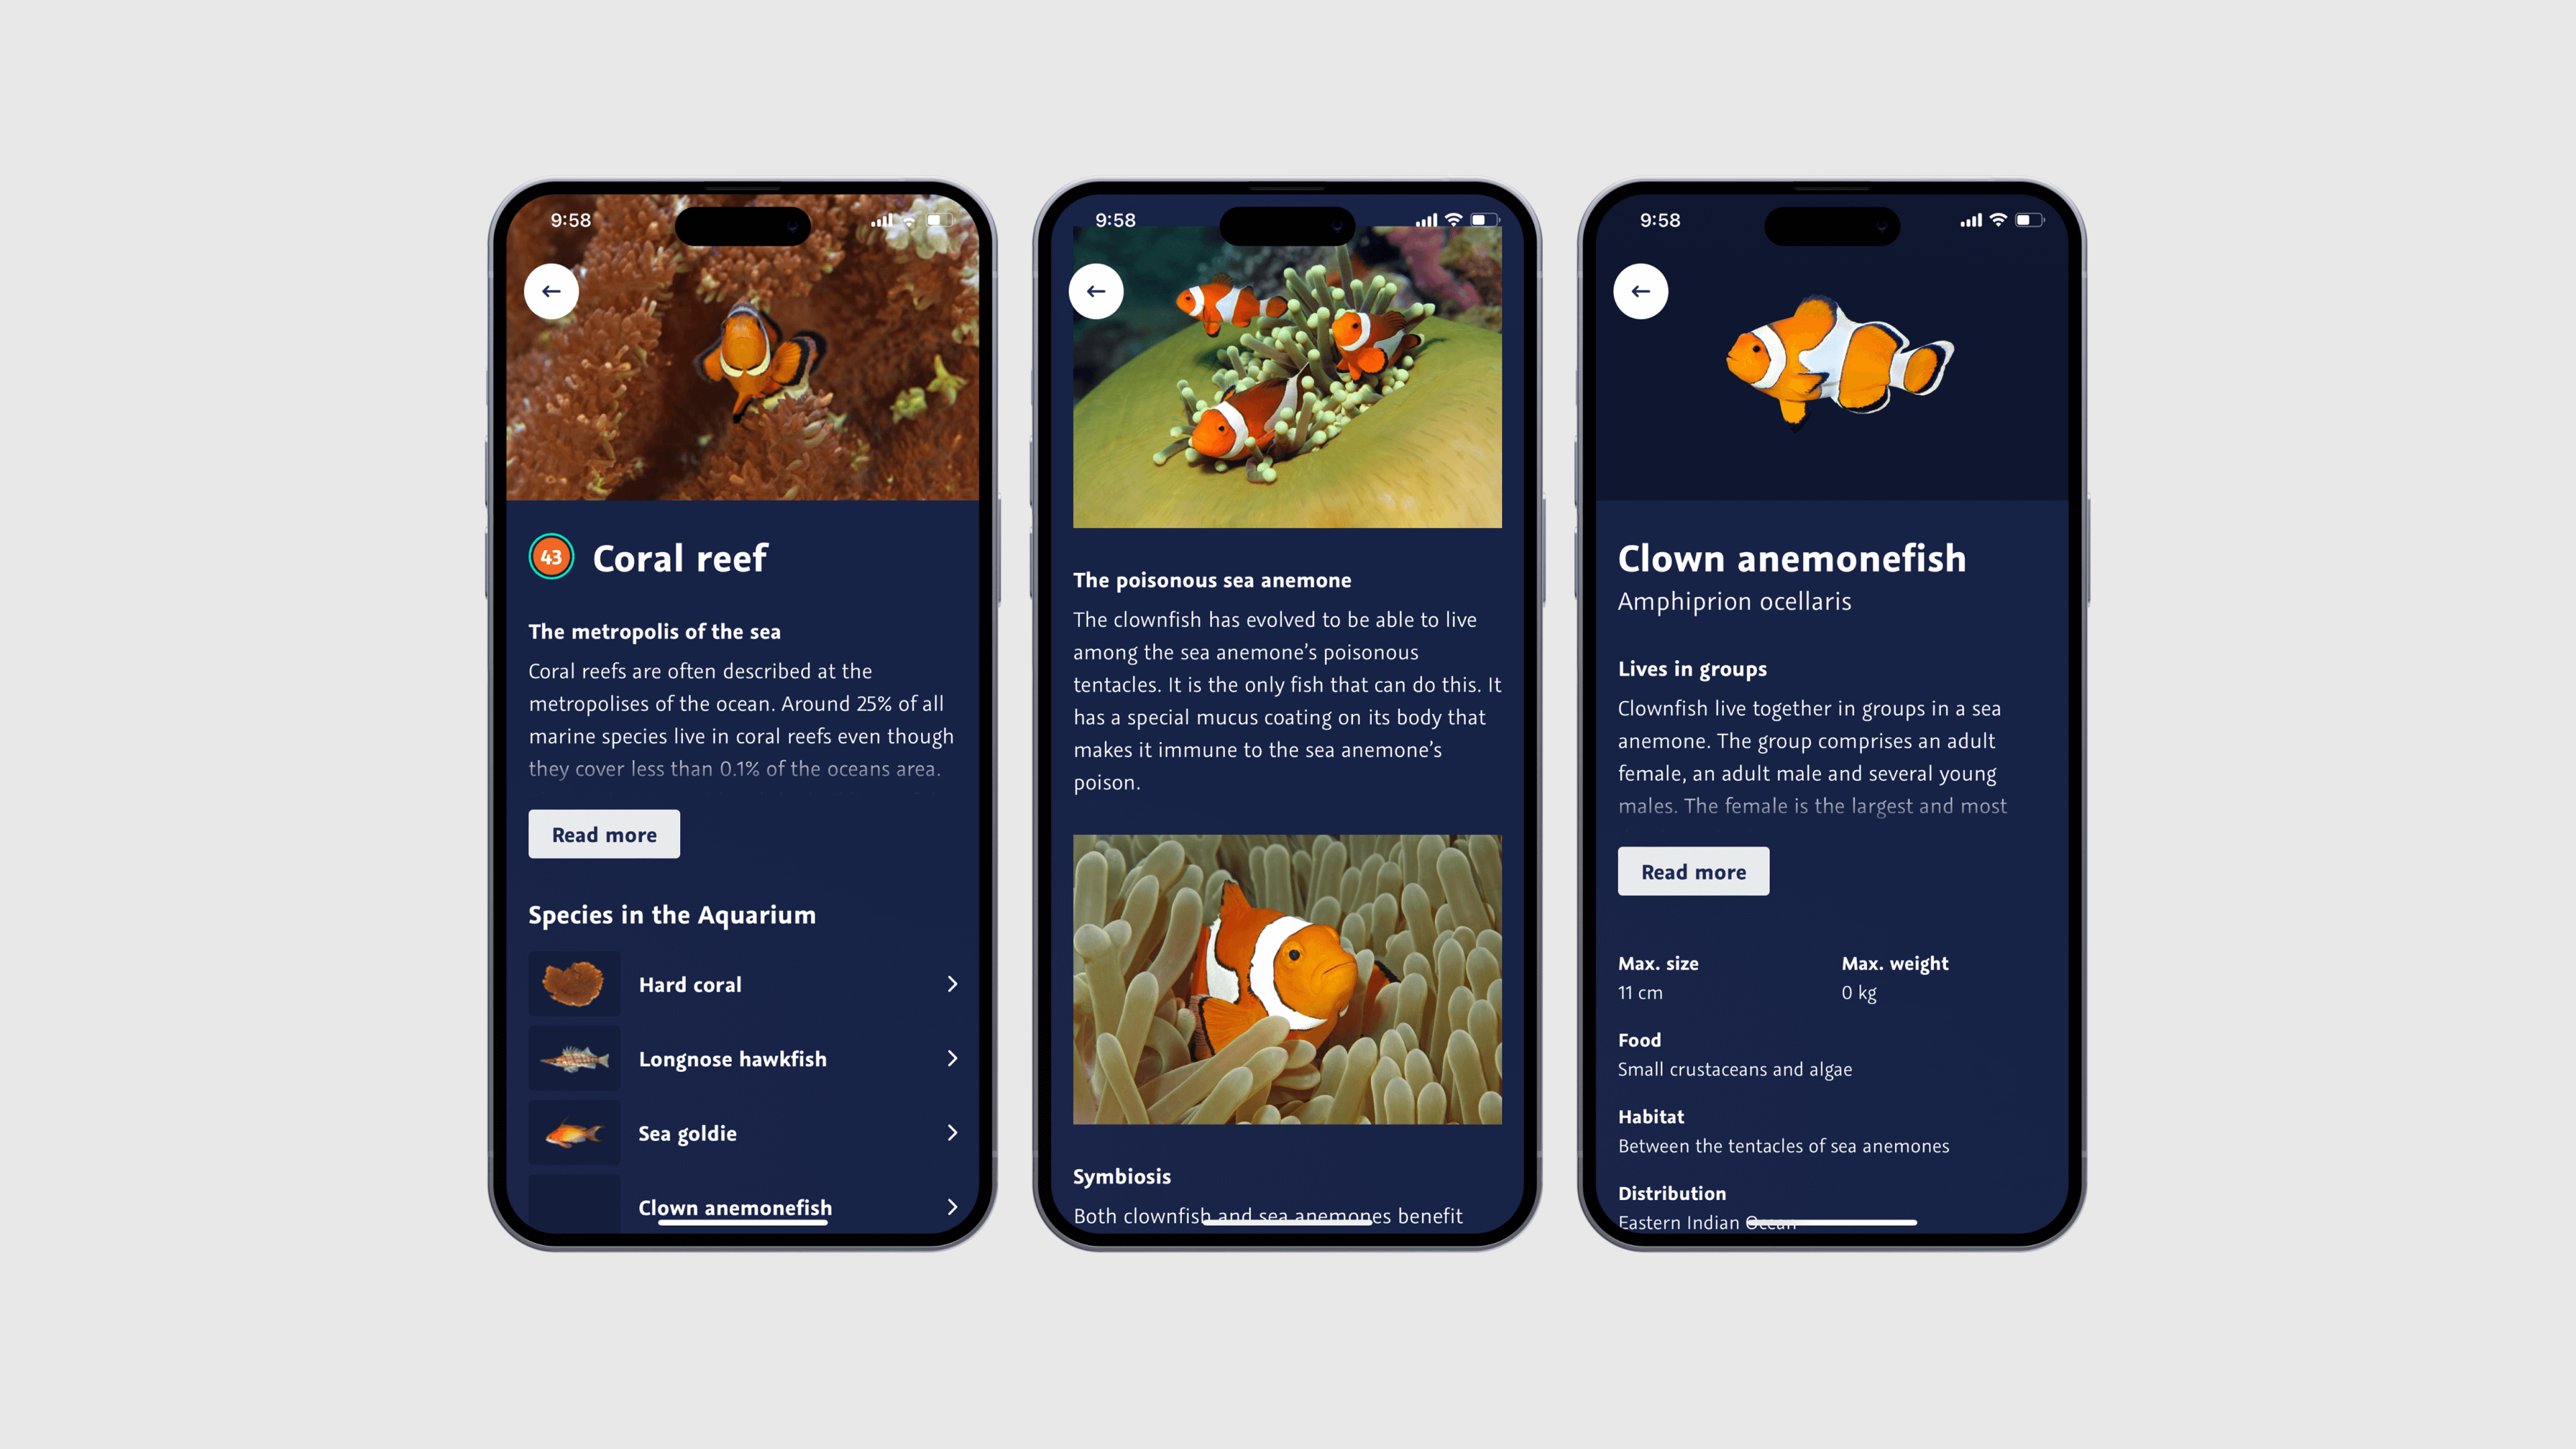 9:58
43
Coral reef
The metropolis of the sea
Coral reefs are often described at the
metropolises of the ocean. Around 25% of all
marine species live in coral reefs even though
they cover less than 0.1% of the oceans area.
Read more
Species in the Aquarium
Hard coral
Longnose hawkfish
Sea goldie
Clown anemonefish
9:58
The poisonous sea anemone
The clownfish has evolved to be able to live
among the sea anemone’s poisonous
tentacles. It is the only fish that can do this. It
has a special mucus coating on its body that
makes it immune to the sea anemone’s
poison.
Symbiosis
Both clownfish and sea anemones benefit
9:58
Clown anemonefish
Amphiprion ocellaris
Lives in groups
Clownfish live together in groups in a sea
anemone. The group comprises an adult
female, an adult male and several young
males. The female is the largest and most
Read more
Max. size
Max. weight
11 cm
0 kg
Food
Small crustaceans and algae
Habitat
Between the tentacles of sea anemones
Distribution
Eastern Indian Ocean